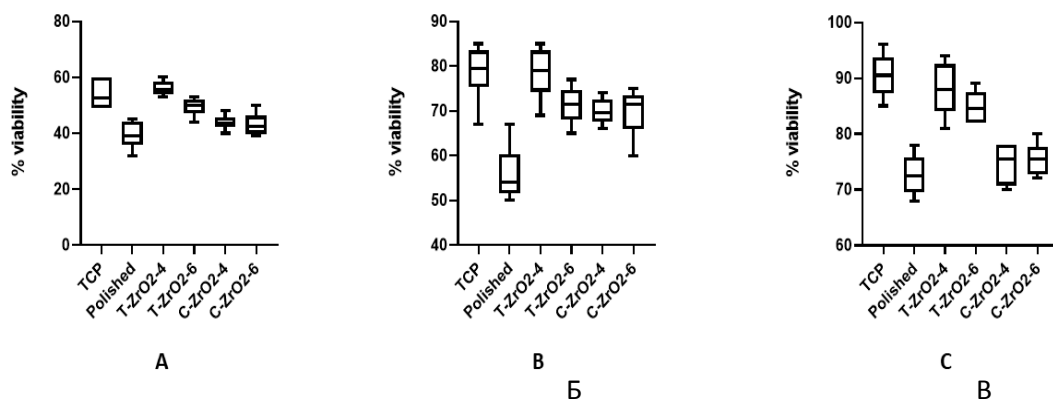 80
60
40
20
0
% viability
TCP
Polished
T-ZrO2-4
T-ZrO2-6
C-ZrO2-4
C-ZrO2-6
A
90
80
70
60
50
40
% viability
TCP
Polished
T-ZrO2-4
T-ZrO2-6
C-ZrO2-4
C-ZrO2-6
B
Б
100
90
80
70
60
% viability
TCP
Polished
T-ZrO2-4
T-ZrO2-6
C-ZrO2-4
C-ZrO2-6
C
В